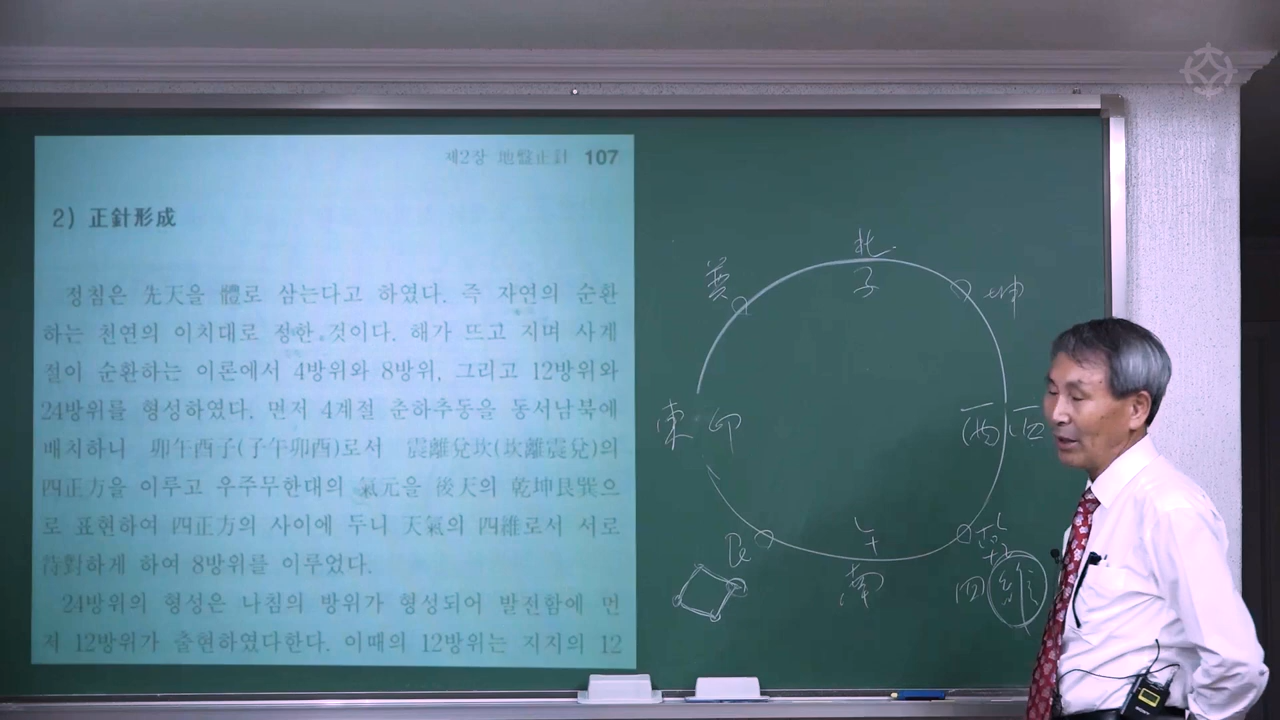 제2장 地盤正針 107
2) 正針形成
정침은 先天을 體로 삼는다고 하였다. 즉 자연의 순환
하는 천연의 이치대로 정한 것이다. 해가 뜨고 지며 사계
절이 순환하는 이론에서 4방위와 8방위, 그리고 12방위와
24방위를 형성하였다. 먼저 4계절 춘하추동을 동서남북에
배치하니 卯午酉子(子午卯酉)로서 震離兌坎(坎離震兌)의
四正方을 이루고 우주무한대의 氣元을 後天의 乾坤艮巽으
로 표현하여 四正方의 사이에 두니 天氣의 四維로서 서로
待對하게 하여 8방위를 이루었다.
24방위의 형성은 나침의 방위가 형성되어 발전함에 먼
저 12방위가 출현하였다한다. 이때의 12방위는 지지의 12
北
子
巽
坤
東 卯
酉 西
艮
午
南
乾
四 維